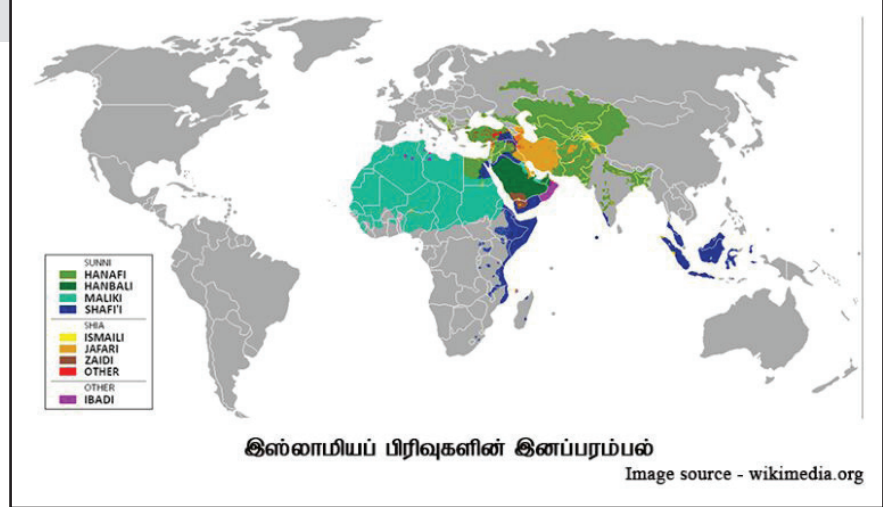 SUNNI
HANAFI
HANBALI
MALIKI
SHAFI'I
SHIA
ISMAILI
JAFARI
ZAIDI
OTHER
OTHER
IBADI
இஸ்லாமியப் பிரிவுகளின் இனப்பரம்பல்
Image source - wikimedia.org